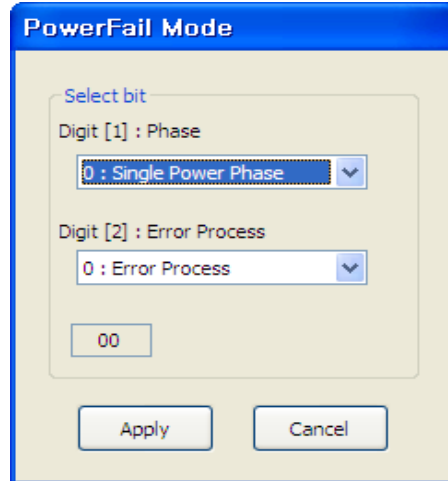 PowerFail Mode
Select bit
Digit [1] : Phase
0 : Single Power Phase
Digit [2] : Error Process
0 : Error Process
00
Apply Cancel